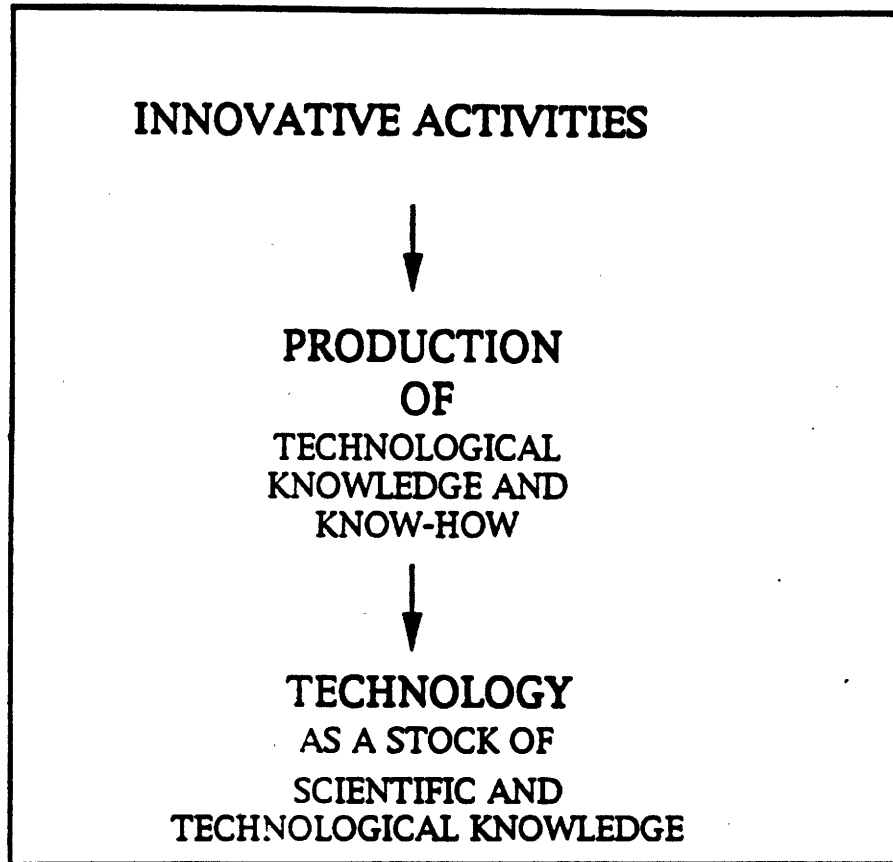 INNOVATIVE ACTIVITIES
PRODUCTION
OF
TECHNOLOGICAL
KNOWLEDGE AND
KNOW-HOW
TECHNOLOGY
AS A STOCK OF
SCIENTIFIC AND
TECHNOLOGICAL KNOWLEDGE